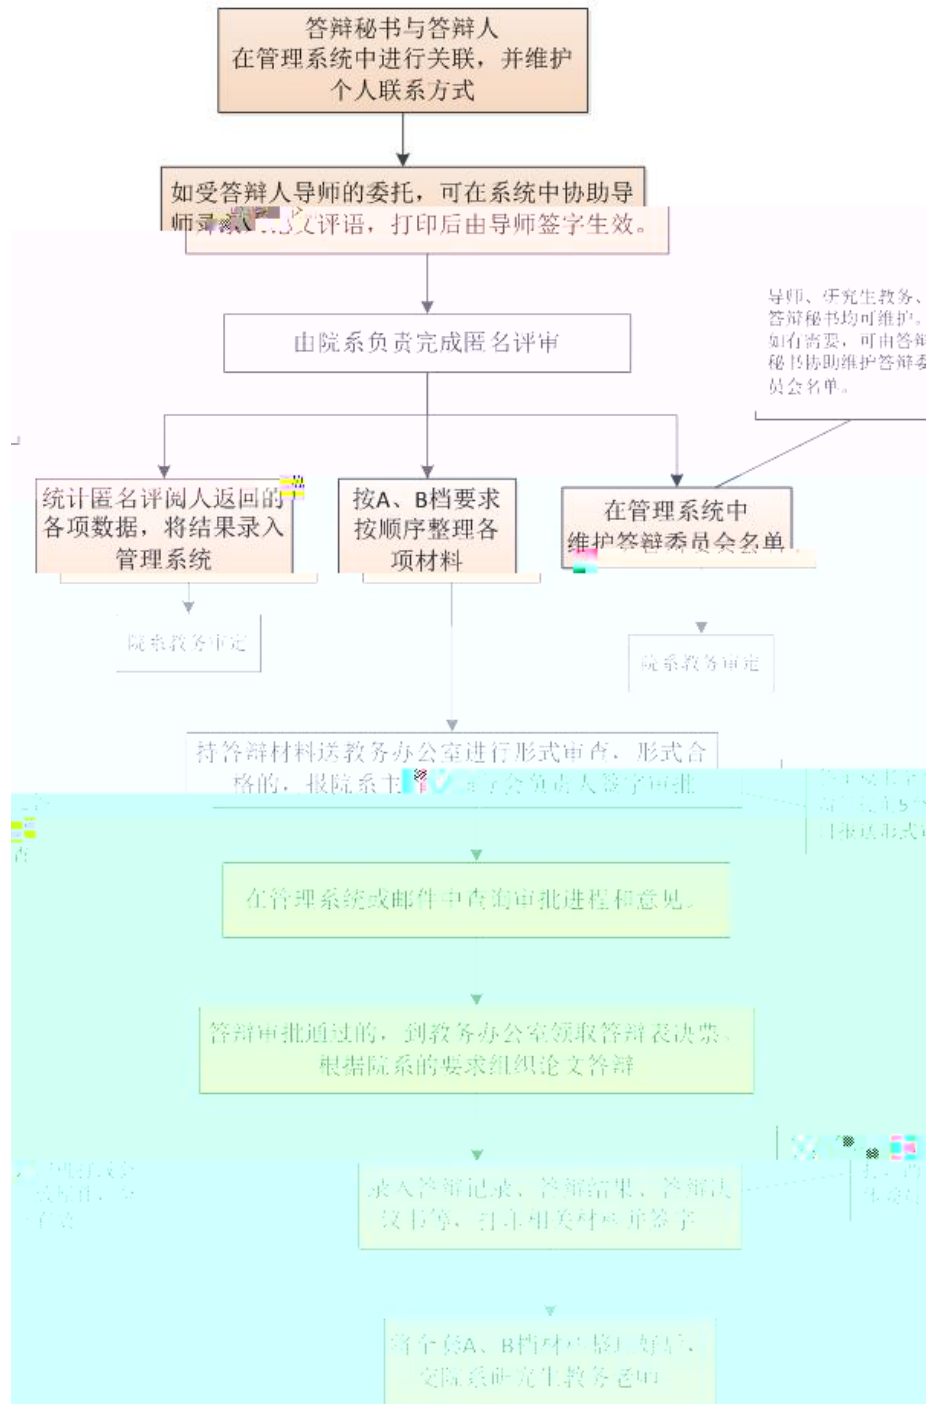 答辩秘书与答辩人
在管理系统中进行关联，并维护
个人联系方式
如受答辩人导师的委托，可在系统中协助导
文评语，打印后由导师签字生效。
导师、研究生教务、
答辩秘书均可维护。
如有需要，可由答辩
秘书协助维护答辩委
员会名单。
由院系负责完成匿名评审
统计匿名评阅人返回的
各项数据，将结果录入
管理系统
按A、B档要求
按顺序整理各
项材料
在管理系统中
维护答辩委员会名单
院系教务审定
院系教务审定
持答辩材料送教务办公室进行形式审查，形式合
格的，报院系主 负责人签字审批
在管理系统或邮件中查询审批进程和意见。
答辩审批通过的，到教务办公室领取答辩表决票、
根据院系的要求组织论文答辩
录入答辩记录、答辩结果、答辩决
议书等，打印相关材料并签字
将全套A、B档材料整理好后，
交院系研究生教务老师